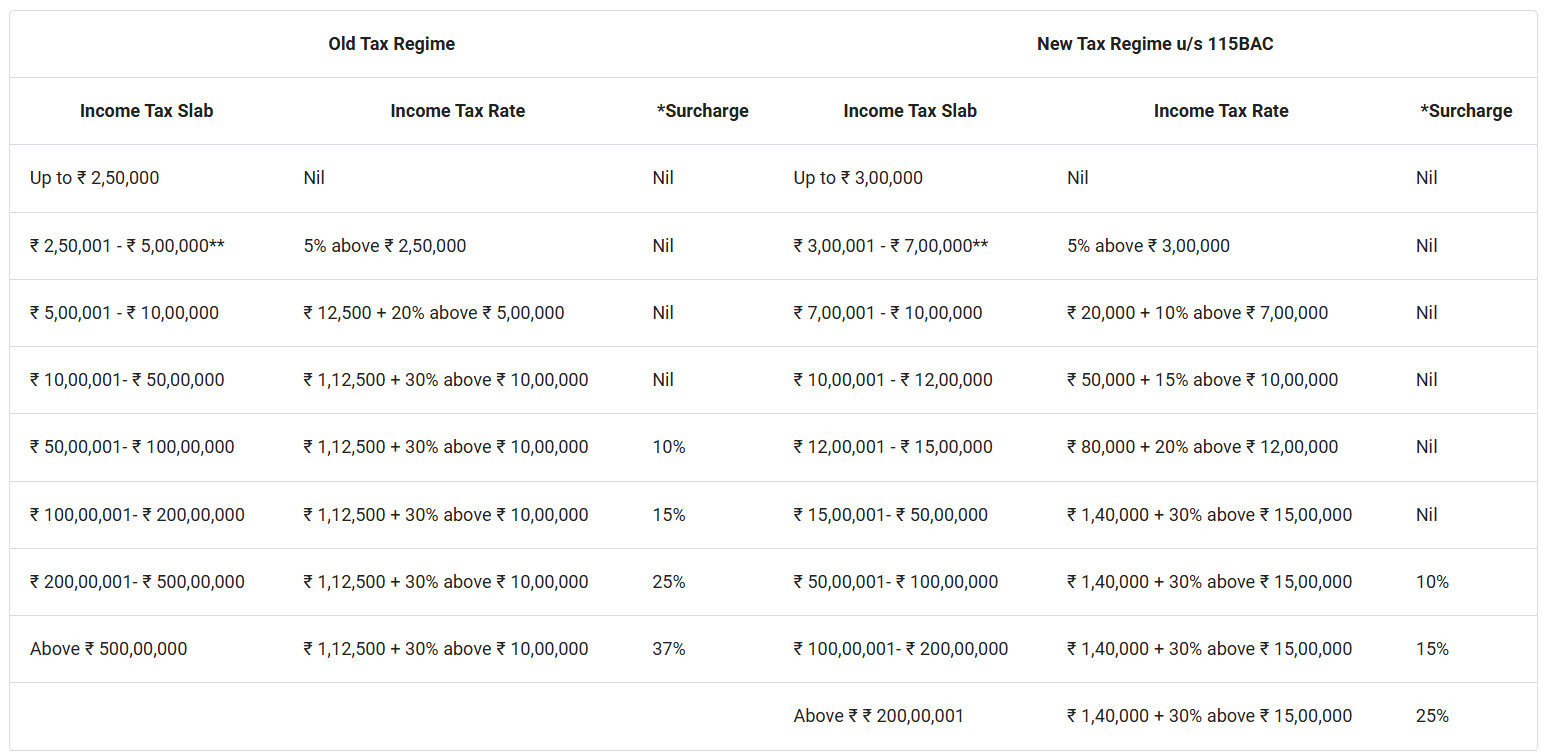 Old Tax Regime New Tax Regime u/s 115BAC
Income Tax Slab Income Tax Rate *Surcharge Income Tax Slab Income Tax Rate *Surcharge
Up to ₹ 2,50,000 Nil Nil Up to ₹ 3,00,000 Nil Nil
₹ 2,50,001 - ₹ 5,00,000** 5% above ₹ 2,50,000 Nil ₹ 3,00,001 - ₹ 7,00,000** 5% above ₹ 3,00,000 Nil
₹ 5,00,001 - ₹ 10,00,000 ₹ 12,500 + 20% above ₹ 5,00,000 Nil ₹ 7,00,001 - ₹ 10,00,000 ₹ 20,000 + 10% above ₹ 7,00,000 Nil
₹ 10,00,001- ₹ 50,00,000 ₹ 1,12,500 + 30% above ₹ 10,00,000 Nil ₹ 10,00,001 - ₹ 12,00,000 ₹ 50,000 + 15% above ₹ 10,00,000 Nil
₹ 50,00,001- ₹ 100,00,000 ₹ 1,12,500 + 30% above ₹ 10,00,000 10% ₹ 12,00,001 - ₹ 15,00,000 ₹ 80,000 + 20% above ₹ 12,00,000 Nil
₹ 100,00,001- ₹ 200,00,000 ₹ 1,12,500 + 30% above ₹ 10,00,000 15% ₹ 15,00,001- ₹ 50,00,000 ₹ 1,40,000 + 30% above ₹ 15,00,000 Nil
₹ 200,00,001- ₹ 500,00,000 ₹ 1,12,500 + 30% above ₹ 10,00,000 25% ₹ 50,00,001- ₹ 100,00,000 ₹ 1,40,000 + 30% above ₹ 15,00,000 10%
Above ₹ 500,00,000 ₹ 1,12,500 + 30% above ₹ 10,00,000 37% ₹ 100,00,001- ₹ 200,00,000 ₹ 1,40,000 + 30% above ₹ 15,00,000 15%
Above ₹ ₹ 200,00,001 ₹ 1,40,000 + 30% above ₹ 15,00,000 25%